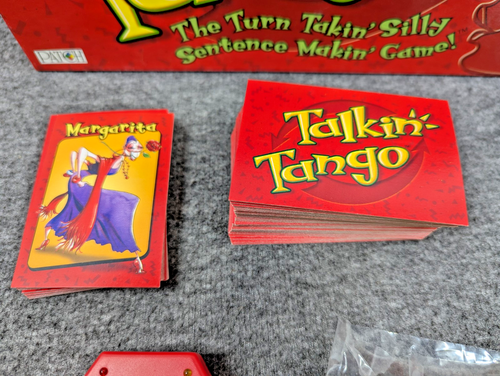 The Turn Takin' Silly
Sentence Makin' Game!
Margarita
Talkin'
Tango